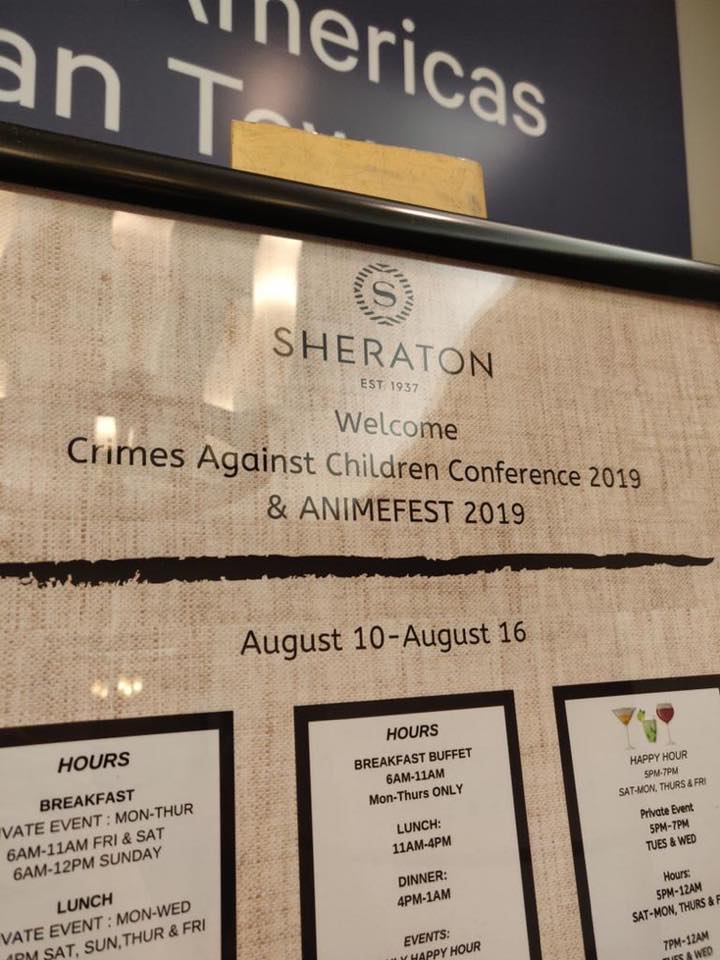 Americas
an
S
SHERATON
EST. 1937
Welcome
Crimes Against Children Conference 2019
& ANIMEFEST 2019
August 10-August 16
HOURS
BREAKFAST
EVENT : MON-THUR
6AM-11AM FRI & SAT
6AM-12PM SUNDAY
LUNCH
EVENT : MON-WED
SAT, SUN,THUR & FRI
HOURS
BREAKFAST BUFFET
6AM-11AM
Mon-Thurs ONLY
LUNCH:
11AM-4PM
DINNER:
4PM-1AM
EVENTS:
HAPPY HOUR
HAPPY HOUR
5PM-7PM
SAT-MON, THURS & FRI
Private Event
5PM-7PM
TUES & WED
Hours:
5PM-12AM
SAT-MON, THURS &
7PM-12AM
& WED